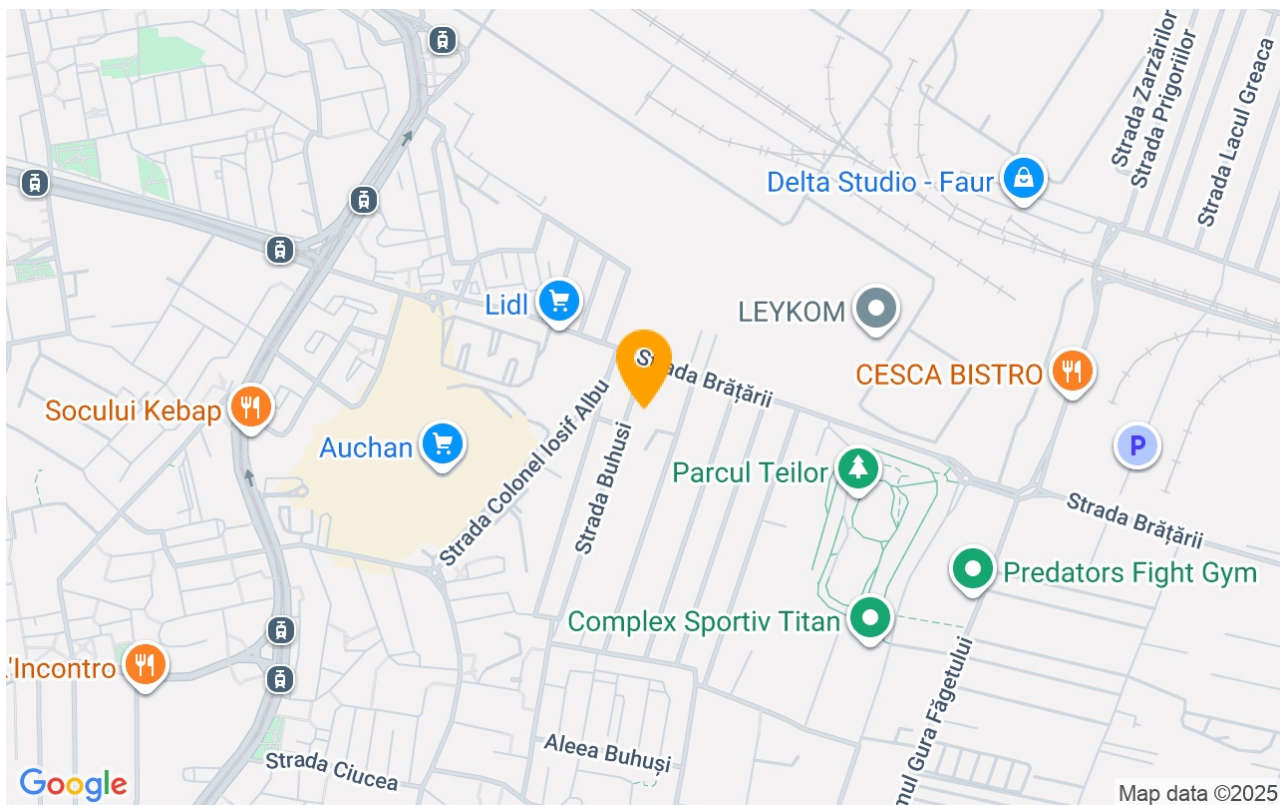 Strada Zarzărilor
Strada Prigoriilor
Strada Lacul Greaca
Delta Studio - Faur
Lidl
LEYKOM
Strada Brățării
CESCA BISTRO
Socului Kebap
Auchan
Strada Colonel Iosif Albu
Strada Buhusi
Parcul Teilor
P
Strada Brățării
Predators Fight Gym
Complex Sportiv Titan
L'Incontro
Aleea Buhuși
Strada Ciucea
mul Gura Făgetului
Google
Map data ©2025